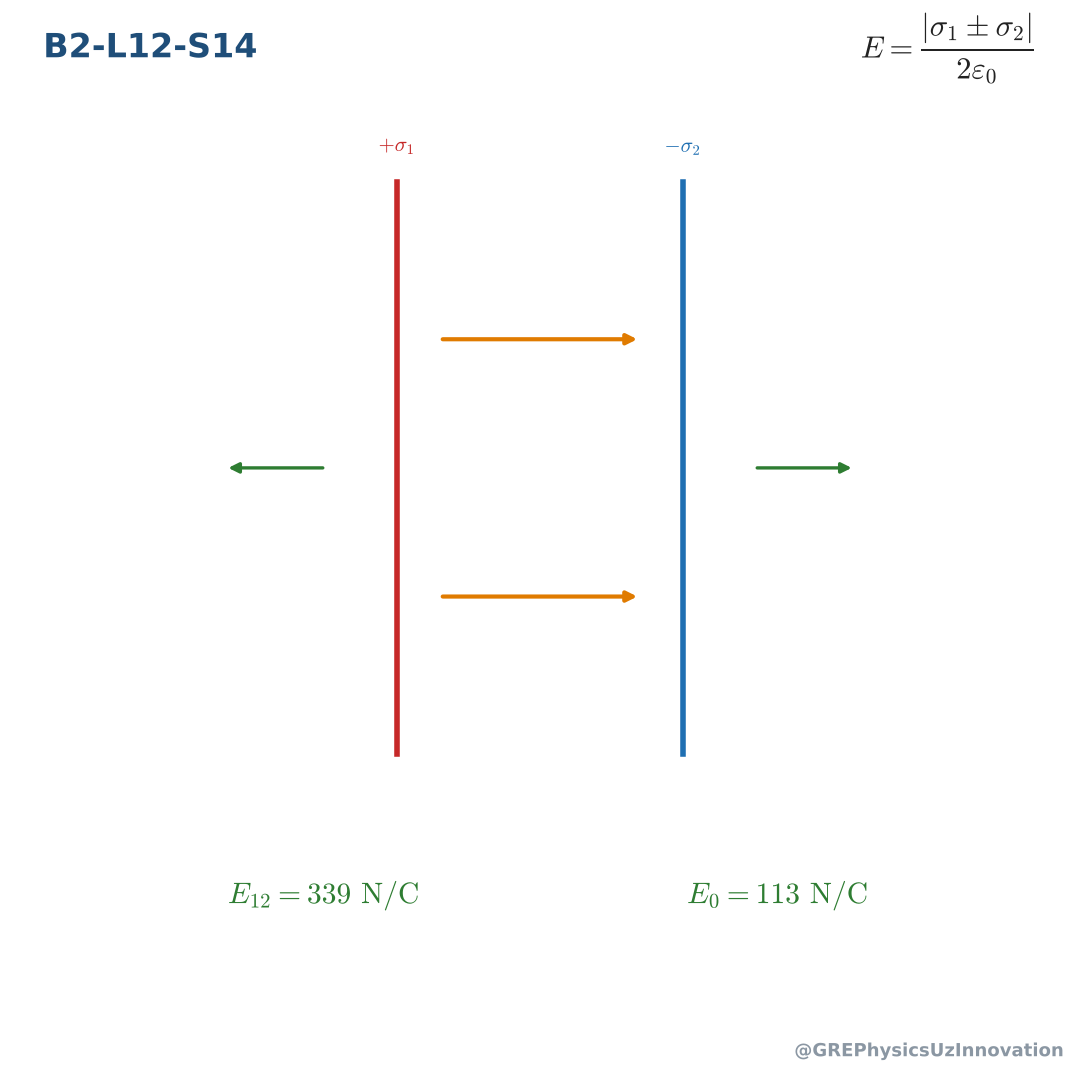 B2-L12-S14
E = |σ₁ ± σ₂| / 2ε₀
+σ₁
−σ₂
E₁₂ = 339 N/C
E₀ = 113 N/C
@GREPhysicsUzInnovation